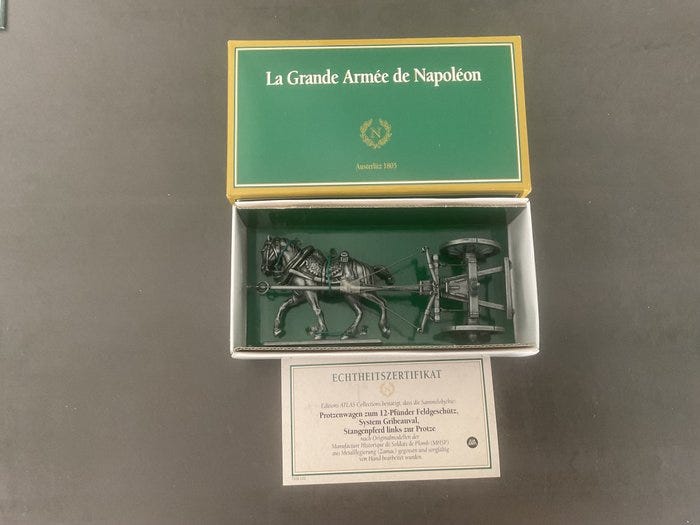 La Grande Armée de Napoléon
N
Austerlitz 1805
ECHTHEITSZERTIFIKAT
N
Editions ATLAS Collections bestätigt, dass die Sammelobjekte:
Protzenwagen zum 12-Pfünder Feldgeschütz,
System Gribeauval,
Stangenpferd links zur Protze
nach Originalmodellen der
Manufacture Historique de Soldats de Plomb (MHSP)
aus Metallegierung (Zamac) gegossen und sorgfältig
von Hand bearbeitet wurden.